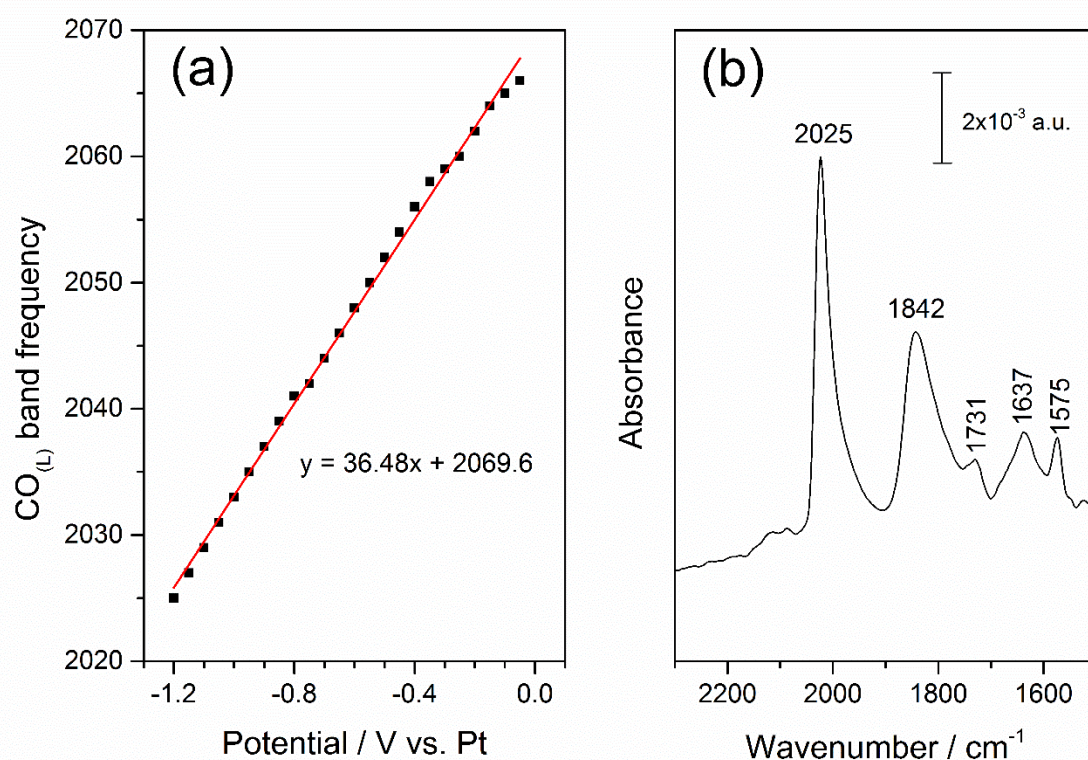 (a)
2070
2060
2050
2040
2030
2020
CO(L) band frequency
y = 36.48x + 2069.6
-1.2
-0.8
-0.4
0.0
Potential / V vs. Pt
(b)
2x10⁻³ a.u.
2025
1842
1731
1637
1575
Absorbance
2200
2000
1800
1600
Wavenumber / cm⁻¹